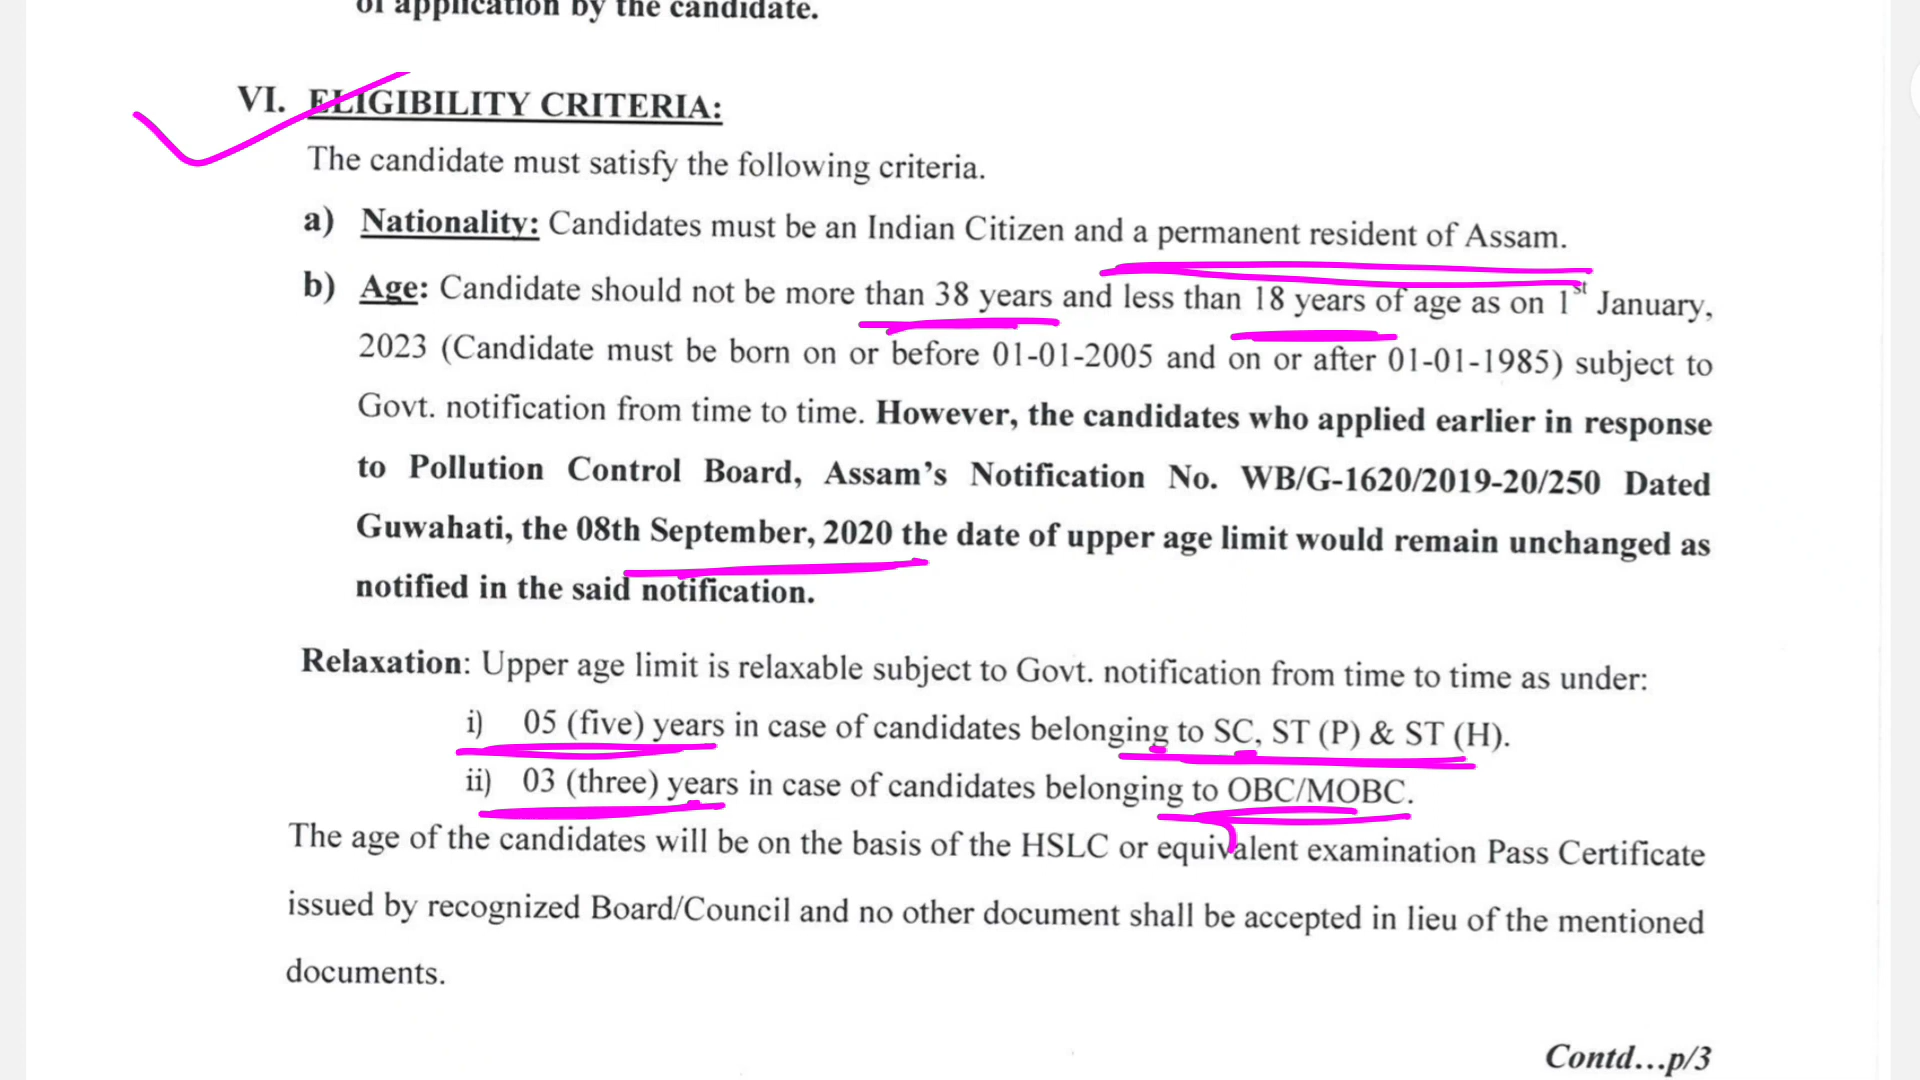 of application by the candidate.
VI. ELIGIBILITY CRITERIA:
The candidate must satisfy the following criteria.
a) Nationality: Candidates must be an Indian Citizen and a permanent resident of Assam.
b) Age: Candidate should not be more than 38 years and less than 18 years of age as on 1st January,
2023 (Candidate must be born on or before 01-01-2005 and on or after 01-01-1985) subject to
Govt. notification from time to time. However, the candidates who applied earlier in response
to Pollution Control Board, Assam's Notification No. WB/G-1620/2019-20/250 Dated
Guwahati, the 08th September, 2020 the date of upper age limit would remain unchanged as
notified in the said notification.
Relaxation: Upper age limit is relaxable subject to Govt. notification from time to time as under:
i) 05 (five) years in case of candidates belonging to SC, ST (P) & ST (H).
ii) 03 (three) years in case of candidates belonging to OBC/MOBC.
The age of the candidates will be on the basis of the HSLC or equivalent examination Pass Certificate
issued by recognized Board/Council and no other document shall be accepted in lieu of the mentioned
documents.
Contd...p/3